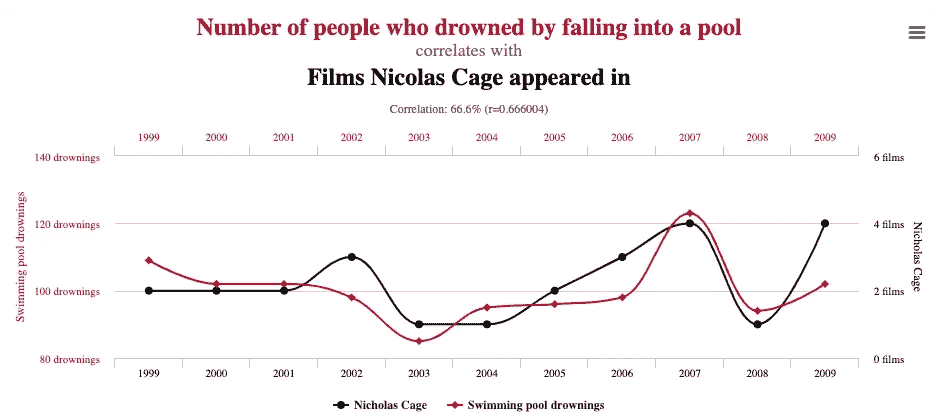 Number of people who drowned by falling into a pool
correlates with
Films Nicolas Cage appeared in
Correlation: 66.6% (r=0.666004)
1999 2000 2001 2002 2003 2004 2005 2006 2007 2008 2009
140 drownings 6 films
120 drownings 4 films
100 drownings 2 films
80 drownings 0 films
Swimming pool drownings
Nicholas Cage
1999 2000 2001 2002 2003 2004 2005 2006 2007 2008 2009
Nicholas Cage Swimming pool drownings